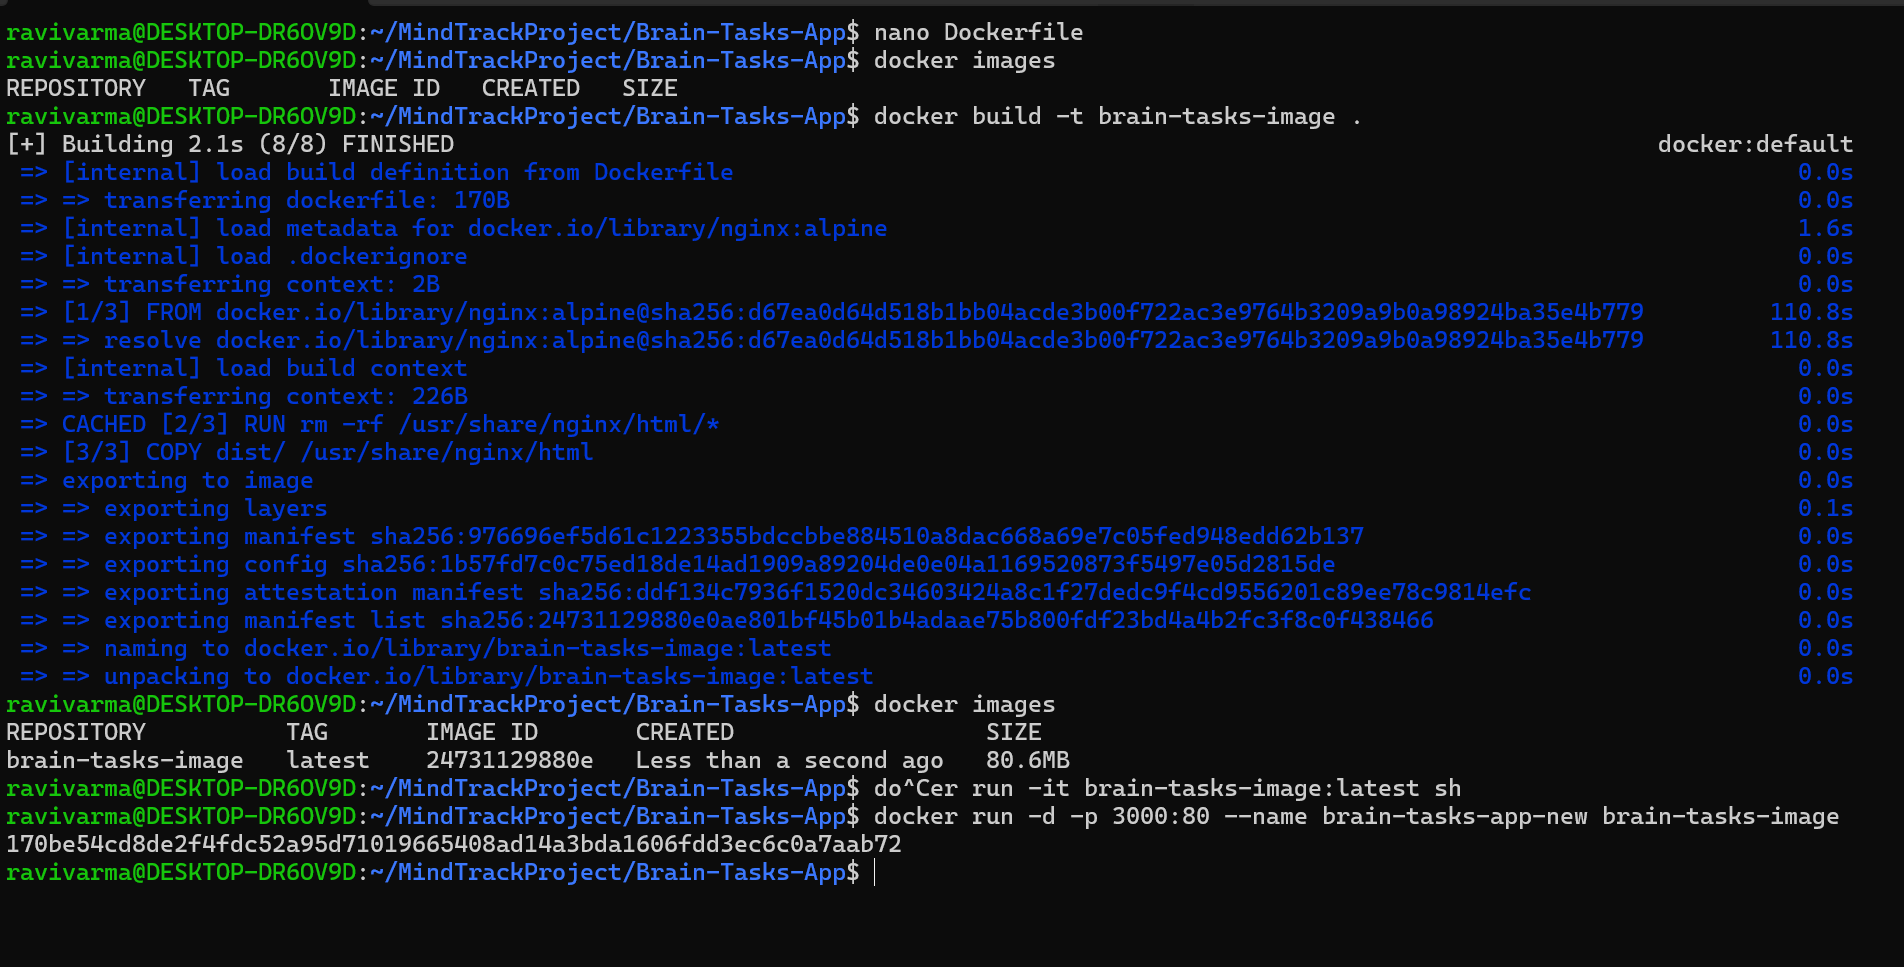 ravivarma@DESKTOP-DR6OV9D:~/MindTrackProject/Brain-Tasks-App$ nano Dockerfile
ravivarma@DESKTOP-DR6OV9D:~/MindTrackProject/Brain-Tasks-App$ docker images
REPOSITORY   TAG       IMAGE ID   CREATED   SIZE
ravivarma@DESKTOP-DR6OV9D:~/MindTrackProject/Brain-Tasks-App$ docker build -t brain-tasks-image .
[+] Building 2.1s (8/8) FINISHED docker:default
=> [internal] load build definition from Dockerfile 0.0s
=> => transferring dockerfile: 170B 0.0s
=> [internal] load metadata for docker.io/library/nginx:alpine 1.6s
=> [internal] load .dockerignore 0.0s
=> => transferring context: 2B 0.0s
=> [1/3] FROM docker.io/library/nginx:alpine@sha256:d67ea0d64d518b1bb04acde3b00f722ac3e9764b3209a9b0a98924ba35e4b779 110.8s
=> => resolve docker.io/library/nginx:alpine@sha256:d67ea0d64d518b1bb04acde3b00f722ac3e9764b3209a9b0a98924ba35e4b779 110.8s
=> [internal] load build context 0.0s
=> => transferring context: 226B 0.0s
=> CACHED [2/3] RUN rm -rf /usr/share/nginx/html/* 0.0s
=> [3/3] COPY dist/ /usr/share/nginx/html 0.0s
=> exporting to image 0.0s
=> => exporting layers 0.1s
=> => exporting manifest sha256:976696ef5d61c1223355bdccbbe884510a8dac668a69e7c05fed948edd62b137 0.0s
=> => exporting config sha256:1b57fd7c0c75ed18de14ad1909a89204de0e04a1169520873f5497e05d2815de 0.0s
=> => exporting attestation manifest sha256:ddf134c7936f1520dc34603424a8c1f27dedc9f4cd9556201c89ee78c9814efc 0.0s
=> => exporting manifest list sha256:24731129880e0ae801bf45b01b4adaae75b800fdf23bd4a4b2fc3f8c0f438466 0.0s
=> => naming to docker.io/library/brain-tasks-image:latest 0.0s
=> => unpacking to docker.io/library/brain-tasks-image:latest 0.0s
ravivarma@DESKTOP-DR6OV9D:~/MindTrackProject/Brain-Tasks-App$ docker images
REPOSITORY          TAG       IMAGE ID       CREATED                  SIZE
brain-tasks-image   latest    24731129880e   Less than a second ago   80.6MB
ravivarma@DESKTOP-DR6OV9D:~/MindTrackProject/Brain-Tasks-App$ do^Cer run -it brain-tasks-image:latest sh
ravivarma@DESKTOP-DR6OV9D:~/MindTrackProject/Brain-Tasks-App$ docker run -d -p 3000:80 --name brain-tasks-app-new brain-tasks-image
170be54cd8de2f4fdc52a95d71019665408ad14a3bda1606fdd3ec6c0a7aab72
ravivarma@DESKTOP-DR6OV9D:~/MindTrackProject/Brain-Tasks-App$